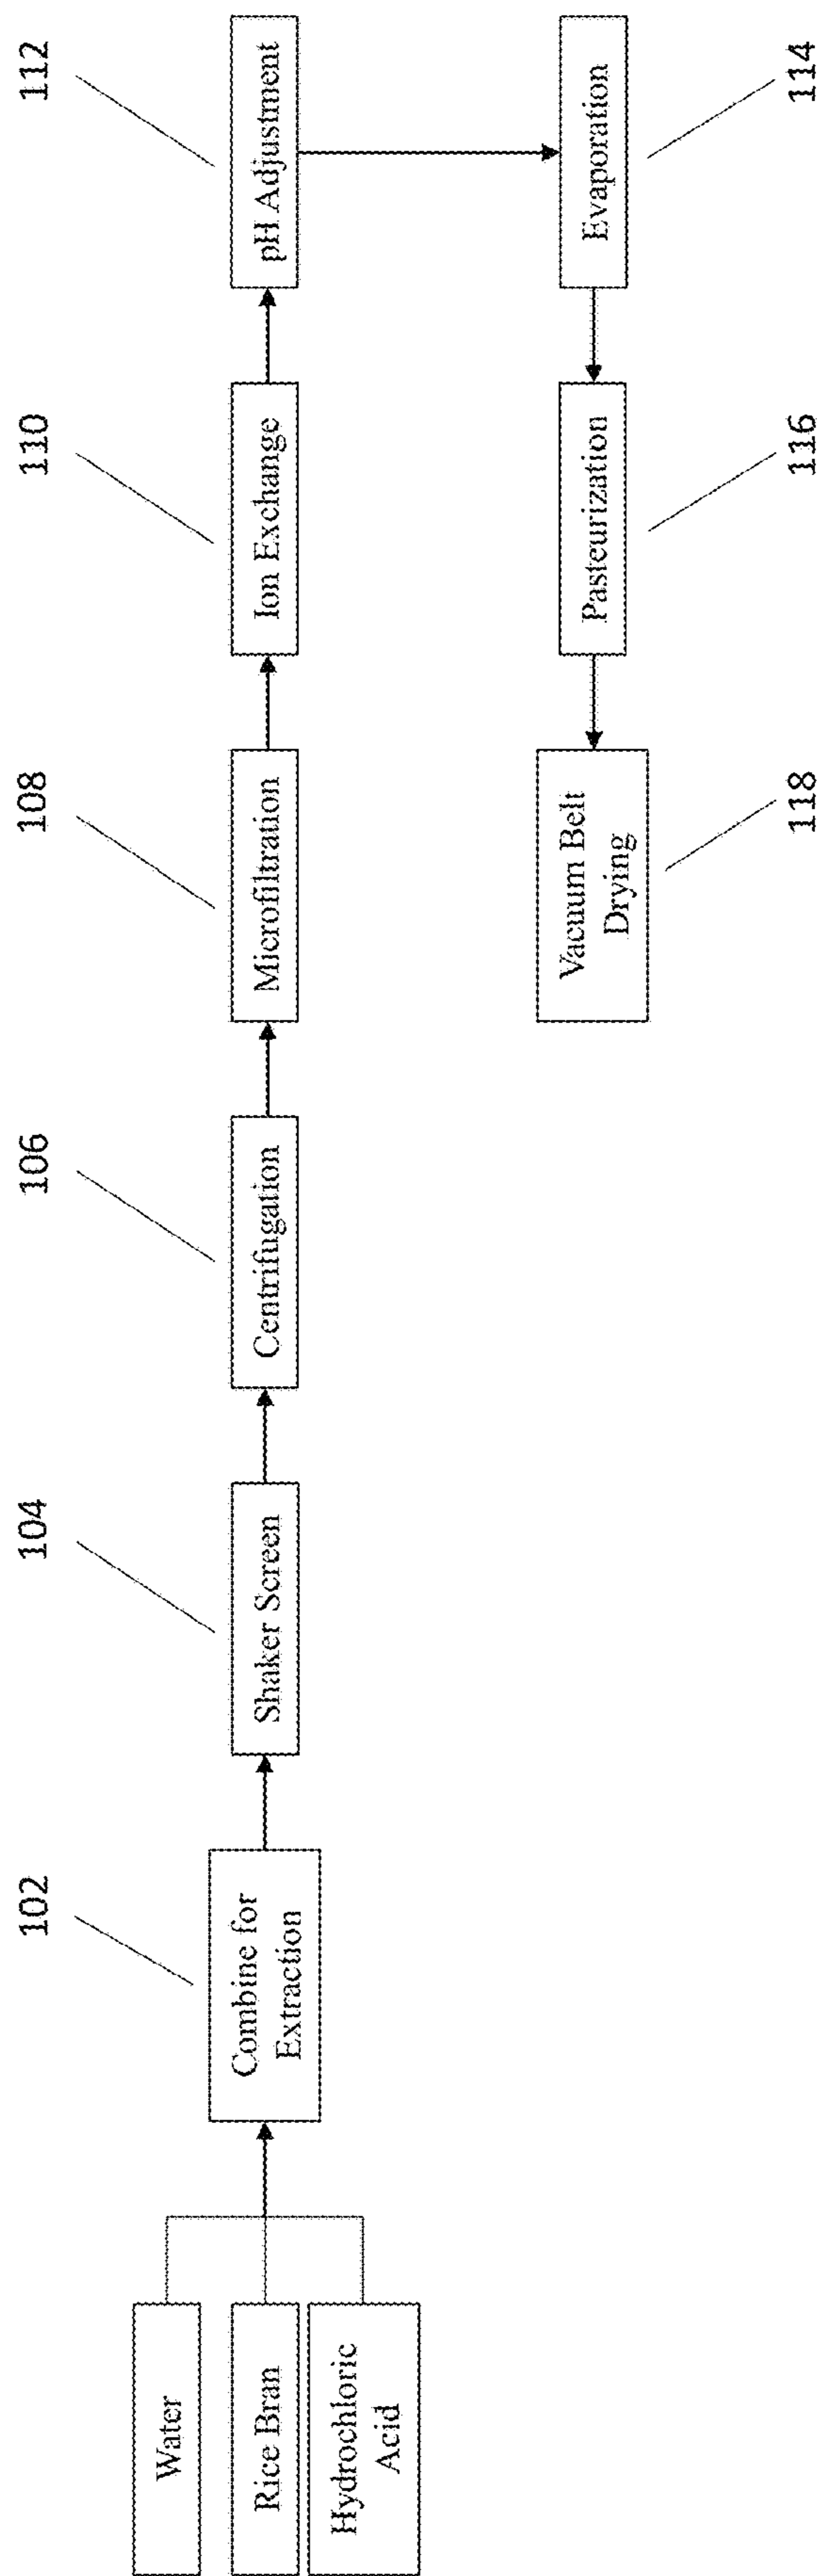 Water
Rice Bran
Hydrochloric
Acid
102
Combine for
Extraction
104
Shaker Screen
106
Centrifugation
108
Microfiltration
110
Ion Exchange
112
pH Adjustment
Evaporation
114
Pasteurization
116
Vacuum Belt
Drying
118